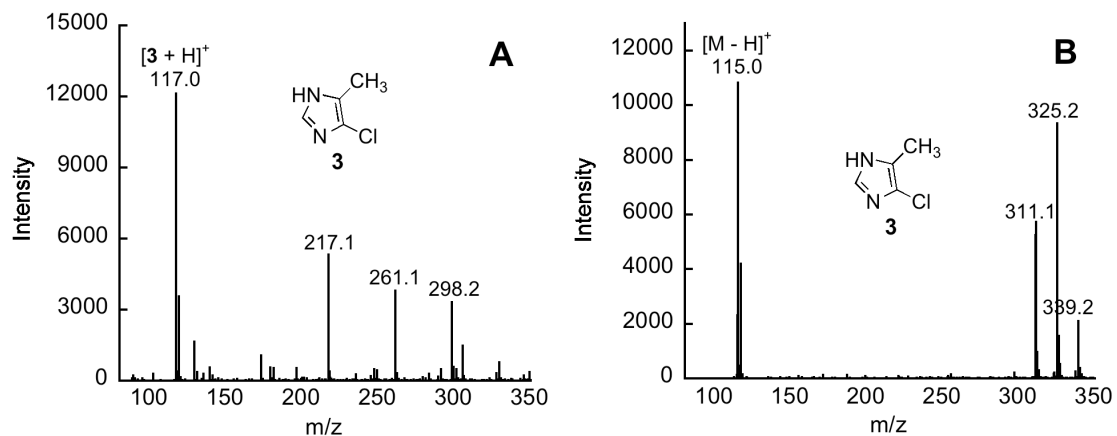 A
[3 + H]+
117.0
217.1
261.1
298.2
HN
CH3
N
Cl
3
15000
12000
9000
6000
3000
0
Intensity
100
150
200
250
300
350
m/z
B
[M - H]+
115.0
325.2
311.1
339.2
HN
CH3
N
Cl
3
12000
10000
8000
6000
4000
2000
0
Intensity
100
150
200
250
300
350
m/z